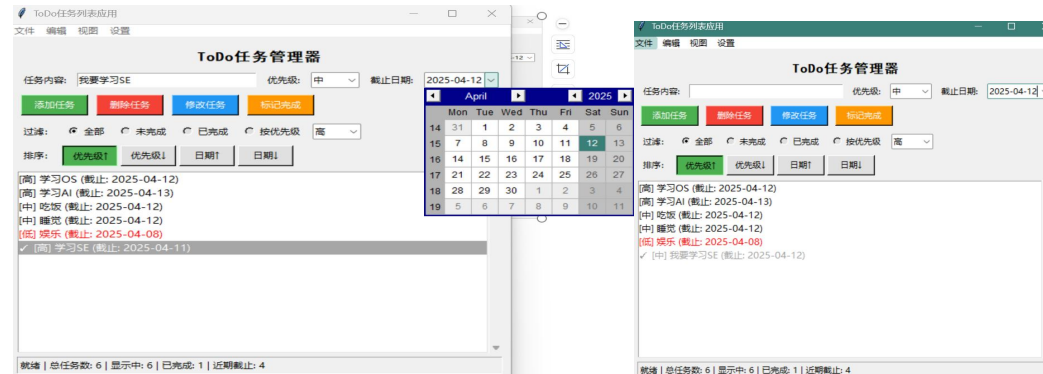 ToDo任务列表应用
文件 编辑 视图 设置
ToDo任务管理器
任务内容: 我要学习SE 优先级: 中 截止日期: 2025-04-12
添加任务 删除任务 修改任务 标记完成
过滤: 全部 未完成 已完成 按优先级 高
排序: 优先级↑ 优先级↓ 日期↑ 日期↓
[高] 学习OS (截止: 2025-04-12)
[高] 学习AI (截止: 2025-04-13)
[中] 吃饭 (截止: 2025-04-12)
[中] 睡觉 (截止: 2025-04-12)
[低] 娱乐 (截止: 2025-04-08)
✓ [高] 学习SE (截止: 2025-04-11)
就绪 | 总任务数: 6 | 显示中: 6 | 已完成: 1 | 近期截止: 4
-12
April 2025
Mon Tue Wed Thu Fri Sat Sun
14 31 1 2 3 4 5 6
15 7 8 9 10 11 12 13
16 14 15 16 17 18 19 20
17 21 22 23 24 25 26 27
18 28 29 30 1 2 3 4
19 5 6 7 8 9 10 11
ToDo任务列表应用
文件 编辑 视图 设置
ToDo任务管理器
任务内容: 优先级: 中 截止日期: 2025-04-12
添加任务 删除任务 修改任务 标记完成
过滤: 全部 未完成 已完成 按优先级 高
排序: 优先级↑ 优先级↓ 日期↑ 日期↓
[高] 学习OS (截止: 2025-04-12)
[高] 学习AI (截止: 2025-04-13)
[中] 吃饭 (截止: 2025-04-12)
[中] 睡觉 (截止: 2025-04-12)
[低] 娱乐 (截止: 2025-04-08)
✓ [中] 我要学习SE (截止: 2025-04-12)
就绪 | 总任务数: 6 | 显示中: 6 | 已完成: 1 | 近期截止: 4